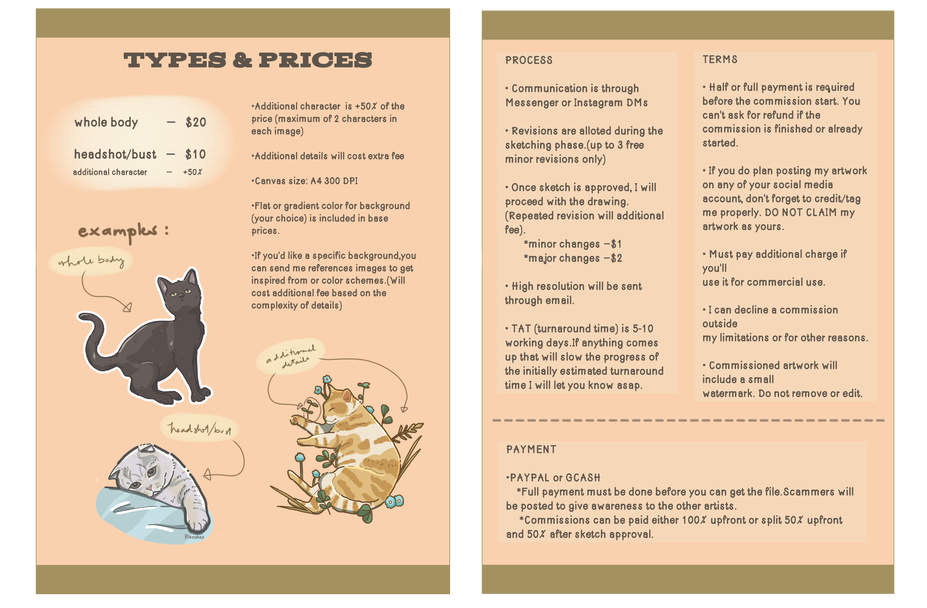 TYPES & PRICES
whole body — $20
headshot/bust — $10
additional character — +50%
•Additional character is +50% of the
price (maximum of 2 characters in
each image)
•Additional details will cost extra fee
•Canvas size: A4 300 DPI
•Flat or gradient color for background
(your choice) is included in base
prices.
•If you'd like a specific background,you
can send me references images to get
inspired from or color schemes.(Will
cost additional fee based on the
complexity of details)
examples :
whole body
additional
details
headshot/bust
PROCESS
• Communication is through
Messenger or Instagram DMs
• Revisions are alloted during the
sketching phase.(up to 3 free
minor revisions only)
• Once sketch is approved, I will
proceed with the drawing.
(Repeated revision will additional
fee).
*minor changes —$1
*major changes —$2
• High resolution will be sent
through email.
• TAT (turnaround time) is 5-10
working days.If anything comes
up that will slow the progress of
the initially estimated turnaround
time I will let you know asap.
TERMS
• Half or full payment is required
before the commission start. You
can't ask for refund if the
commission is finished or already
started.
• If you do plan posting my artwork
on any of your social media
account, don't forget to credit/tag
me properly. DO NOT CLAIM my
artwork as yours.
• Must pay additional charge if
you'll
use it for commercial use.
• I can decline a commission
outside
my limitations or for other reasons.
• Commissioned artwork will
include a small
watermark. Do not remove or edit.
PAYMENT
•PAYPAL or GCASH
*Full payment must be done before you can get the file.Scammers will
be posted to give awareness to the other artists.
*Commissions can be paid either 100% upfront or split 50% upfront
and 50% after sketch approval.